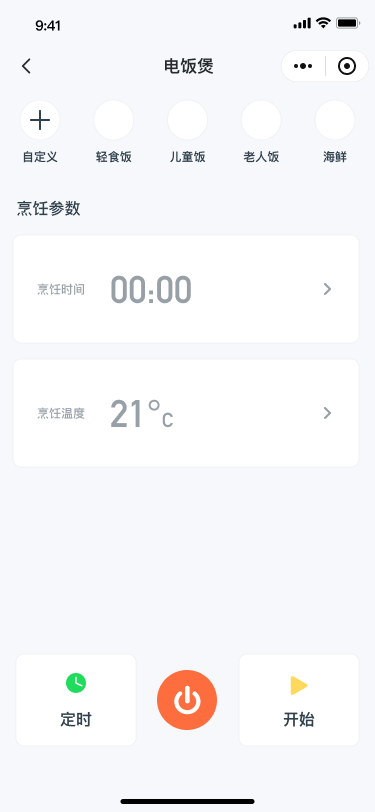 9:41
电饭煲
自定义
轻食饭
儿童饭
老人饭
海鲜
烹饪参数
烹饪时间
00:00
烹饪温度
21°C
定时
开始